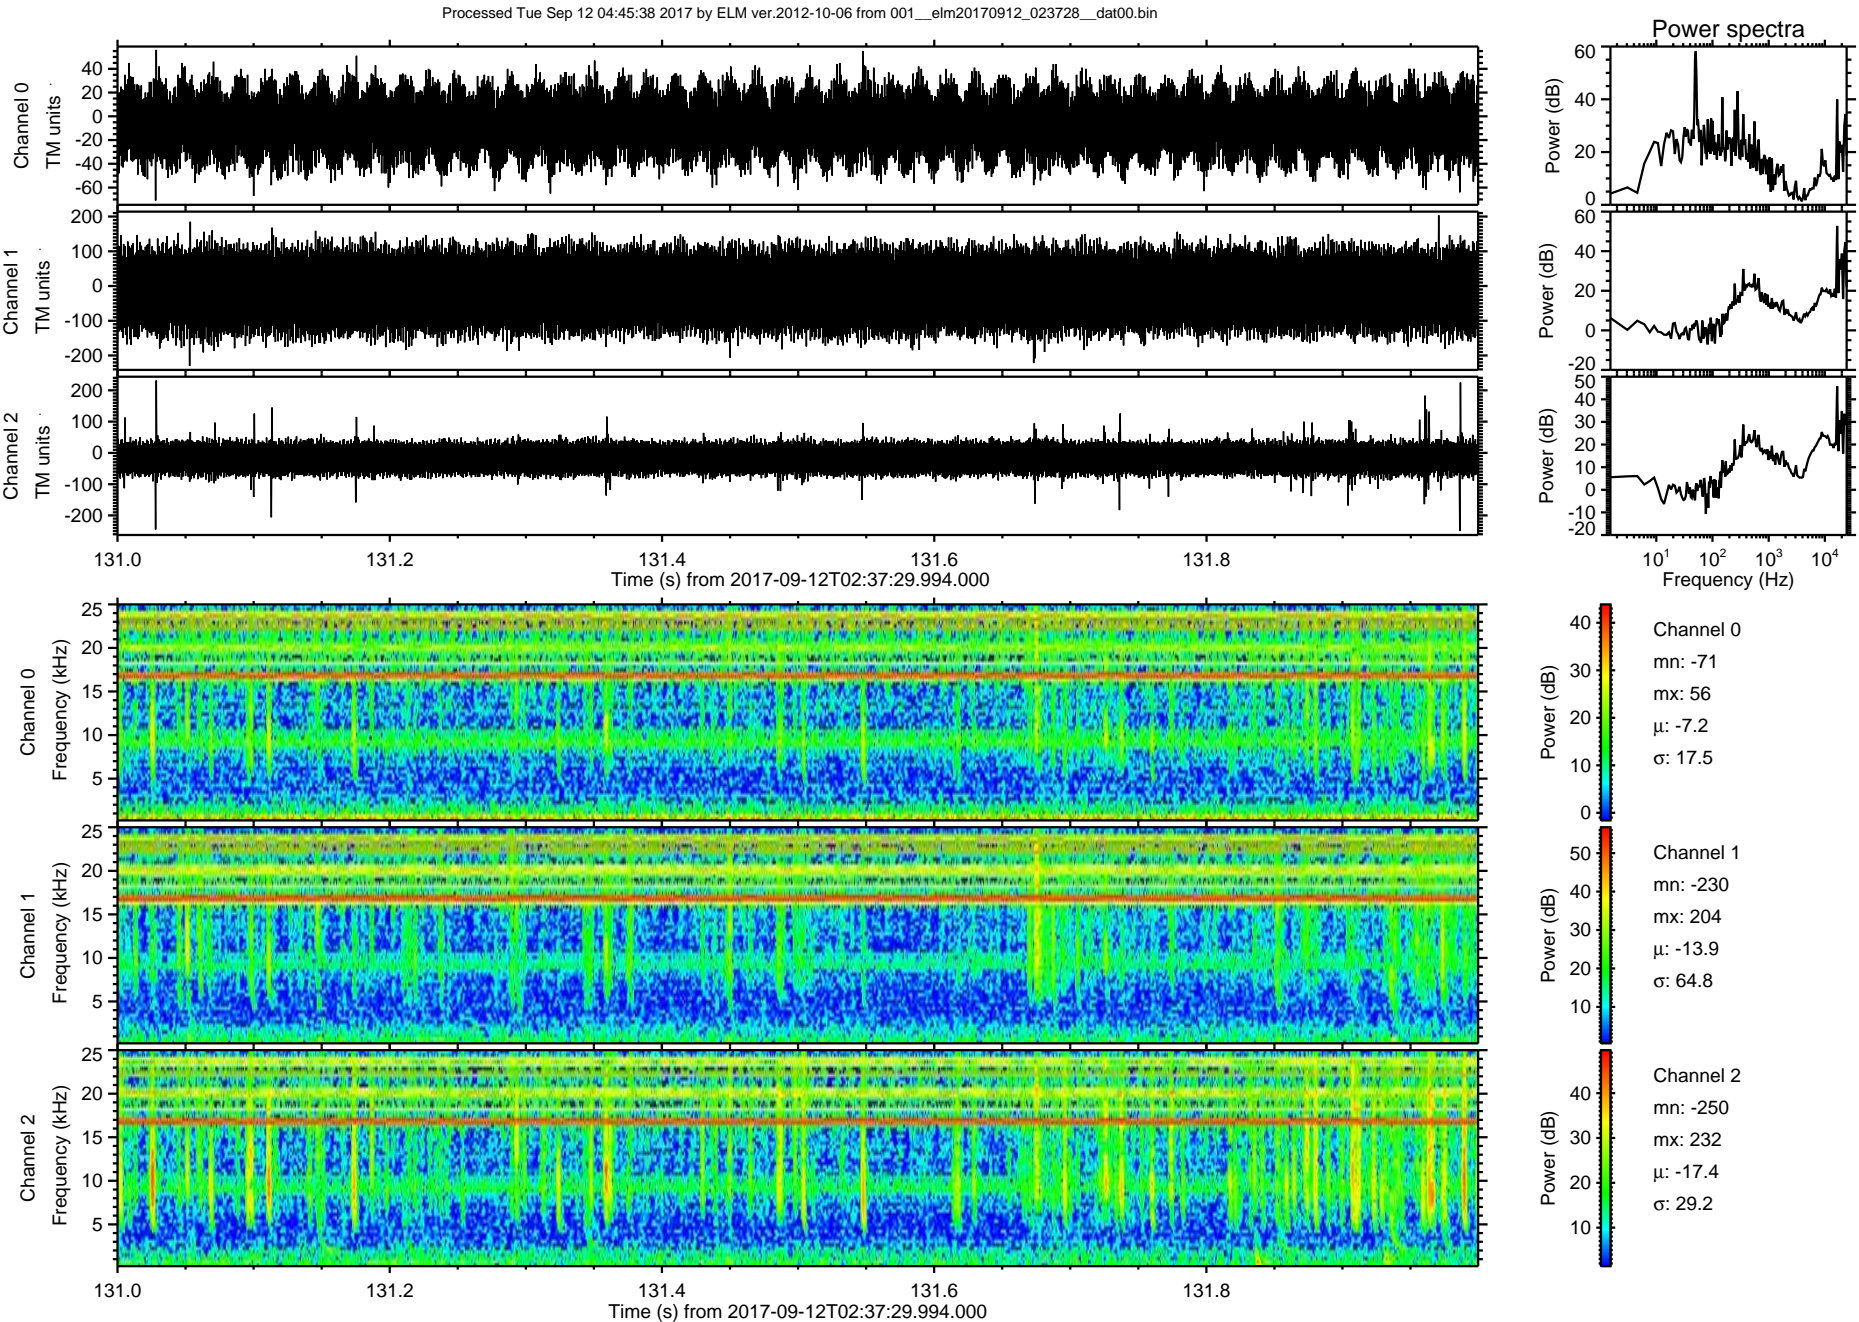 Processed Tue Sep 12 04:45:38 2017 by ELM ver.2012-10-06 from 001__elm20170912_023728__dat00.bin
Power spectra
Channel 0
TM units
40
20
0
-20
-40
-60
Power (dB)
60
40
20
0
Channel 1
TM units
200
100
0
-100
-200
Power (dB)
60
40
20
0
-20
Channel 2
TM units
200
100
0
-100
-200
Power (dB)
50
40
30
20
10
0
-10
-20
131.0 131.2 131.4 131.6 131.8
Time (s) from 2017-09-12T02:37:29.994.000
10¹ 10² 10³ 10⁴
Frequency (Hz)
Channel 0
Frequency (kHz)
25
20
15
10
5
Power (dB)
40
30
20
10
0
Channel 0
mn: -71
mx: 56
μ: -7.2
σ: 17.5
Channel 1
Frequency (kHz)
25
20
15
10
5
Power (dB)
50
40
30
20
10
Channel 1
mn: -230
mx: 204
μ: -13.9
σ: 64.8
Channel 2
Frequency (kHz)
25
20
15
10
5
Power (dB)
40
30
20
10
Channel 2
mn: -250
mx: 232
μ: -17.4
σ: 29.2
131.0 131.2 131.4 131.6 131.8
Time (s) from 2017-09-12T02:37:29.994.000